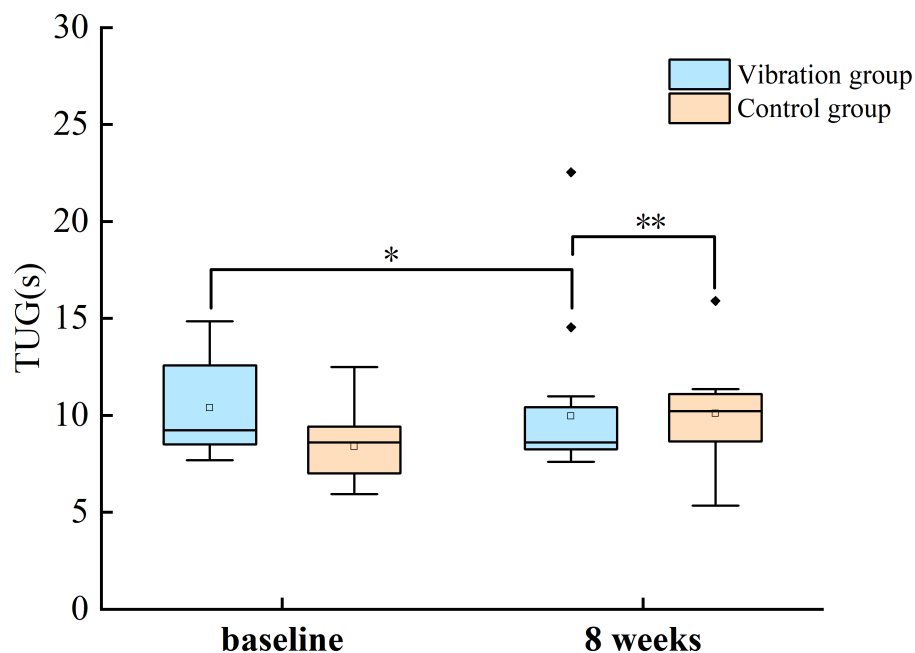 30
25
20
15
10
5
0
TUG(s)
Vibration group
Control group
*
**
baseline
8 weeks